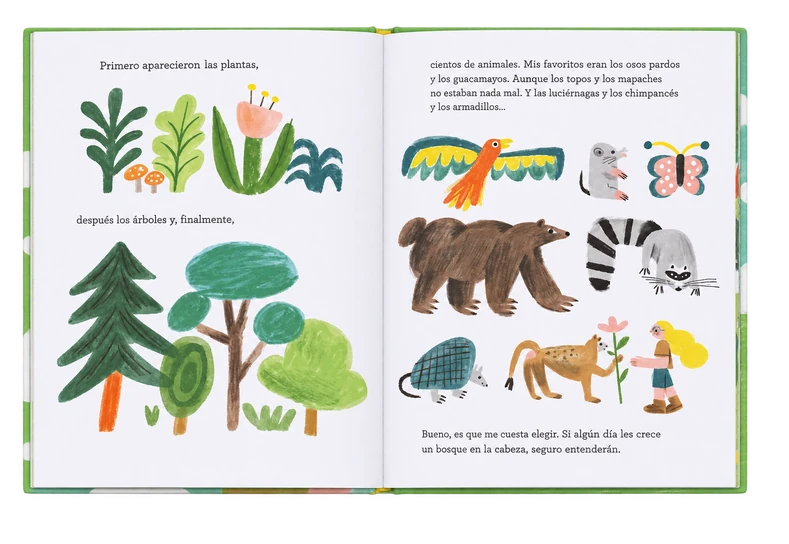 Primero aparecieron las plantas,
después los árboles y, finalmente,
cientos de animales. Mis favoritos eran los osos pardos
y los guacamayos. Aunque los topos y los mapaches
no estaban nada mal. Y las luciérnagas y los chimpancés
y los armadillos...
Bueno, es que me cuesta elegir. Si algún día les crece
un bosque en la cabeza, seguro entenderán.